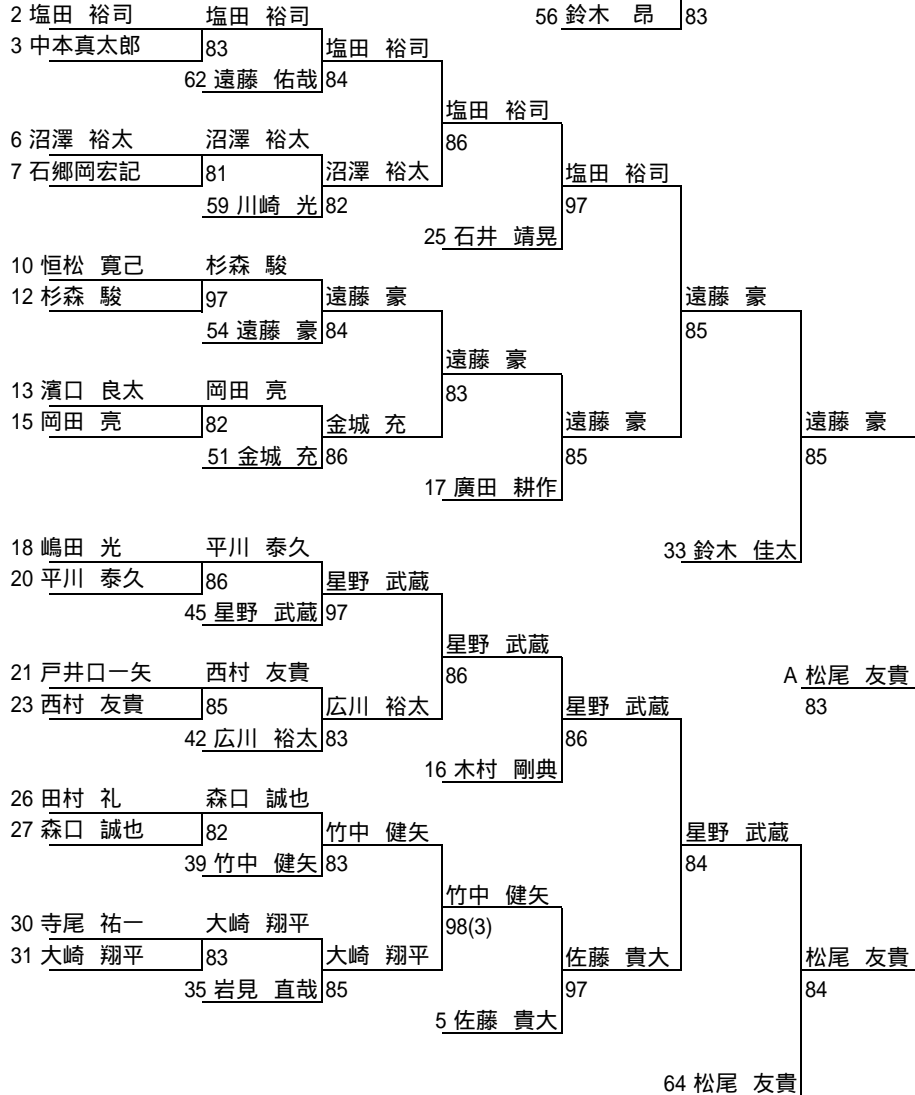 2 塩田 裕司 塩田 裕司 56 鈴木 昂 83
3 中本真太郎 83 塩田 裕司
62 遠藤 佑哉 84
塩田 裕司
6 沼澤 裕太 沼澤 裕太 86
7 石郷岡宏記 81 沼澤 裕太 塩田 裕司
59 川崎 光 82 97
25 石井 靖晃
10 恒松 寛己 杉森 駿
12 杉森 駿 97 遠藤 豪 遠藤 豪
54 遠藤 豪 84 85
遠藤 豪
13 濱口 良太 岡田 亮 83
15 岡田 亮 82 金城 充 遠藤 豪 遠藤 豪
51 金城 充 86 85 85
17 廣田 耕作
18 嶋田 光 平川 泰久 33 鈴木 佳太
20 平川 泰久 86 星野 武蔵
45 星野 武蔵 97
星野 武蔵
21 戸井口一矢 西村 友貴 86 A 松尾 友貴
23 西村 友貴 85 広川 裕太 星野 武蔵 83
42 広川 裕太 83 86
16 木村 剛典
26 田村 礼 森口 誠也
27 森口 誠也 82 竹中 健矢 星野 武蔵
39 竹中 健矢 83 84
竹中 健矢
30 寺尾 祐一 大崎 翔平 98(3)
31 大崎 翔平 83 大崎 翔平 佐藤 貴大 松尾 友貴
35 岩見 直哉 85 97 84
5 佐藤 貴大
64 松尾 友貴